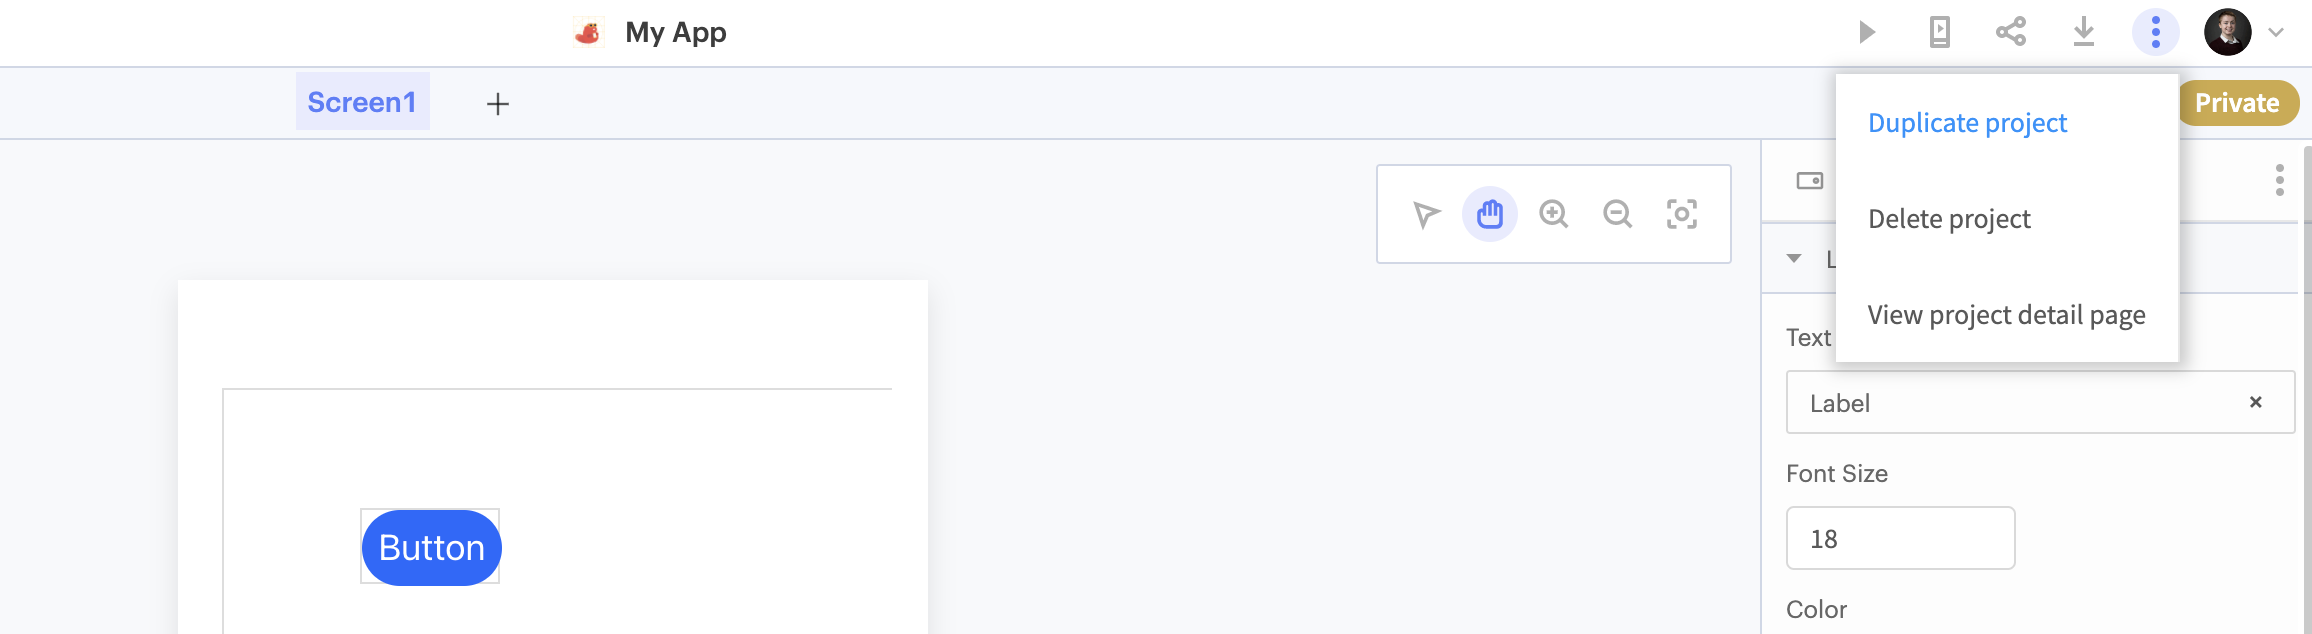 My App
Screen1
Private
Duplicate project
Delete project
View project detail page
Text
Label
Font Size
18
Color
Button